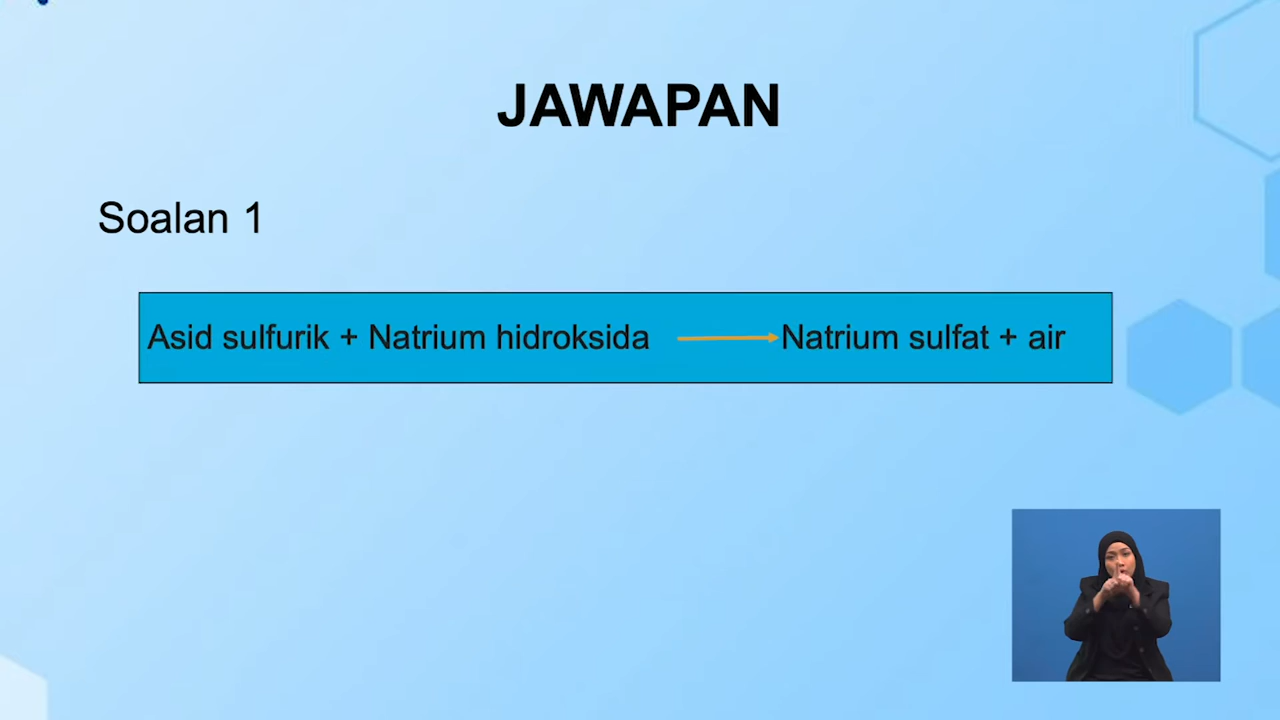 JAWAPAN
Soalan 1
Asid sulfurik + Natrium hidroksida → Natrium sulfat + air